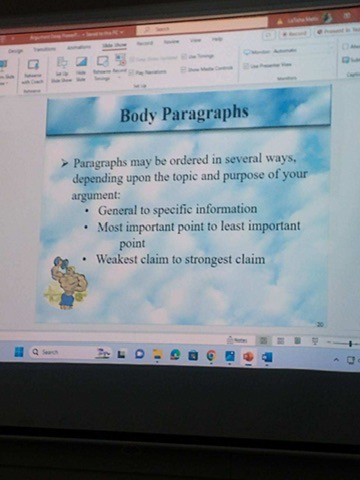 Design
Transitions
Animations
Slide Show
Record
Review
View
Help
Record
Monitor: Automatic
Use Timings
Show Media Controls
Use Presenter View
Set Up
Body Paragraphs
➤ Paragraphs may be ordered in several ways,
depending upon the topic and purpose of your
argument:
• General to specific information
• Most important point to least important
point
• Weakest claim to strongest claim
20
Notes
Search